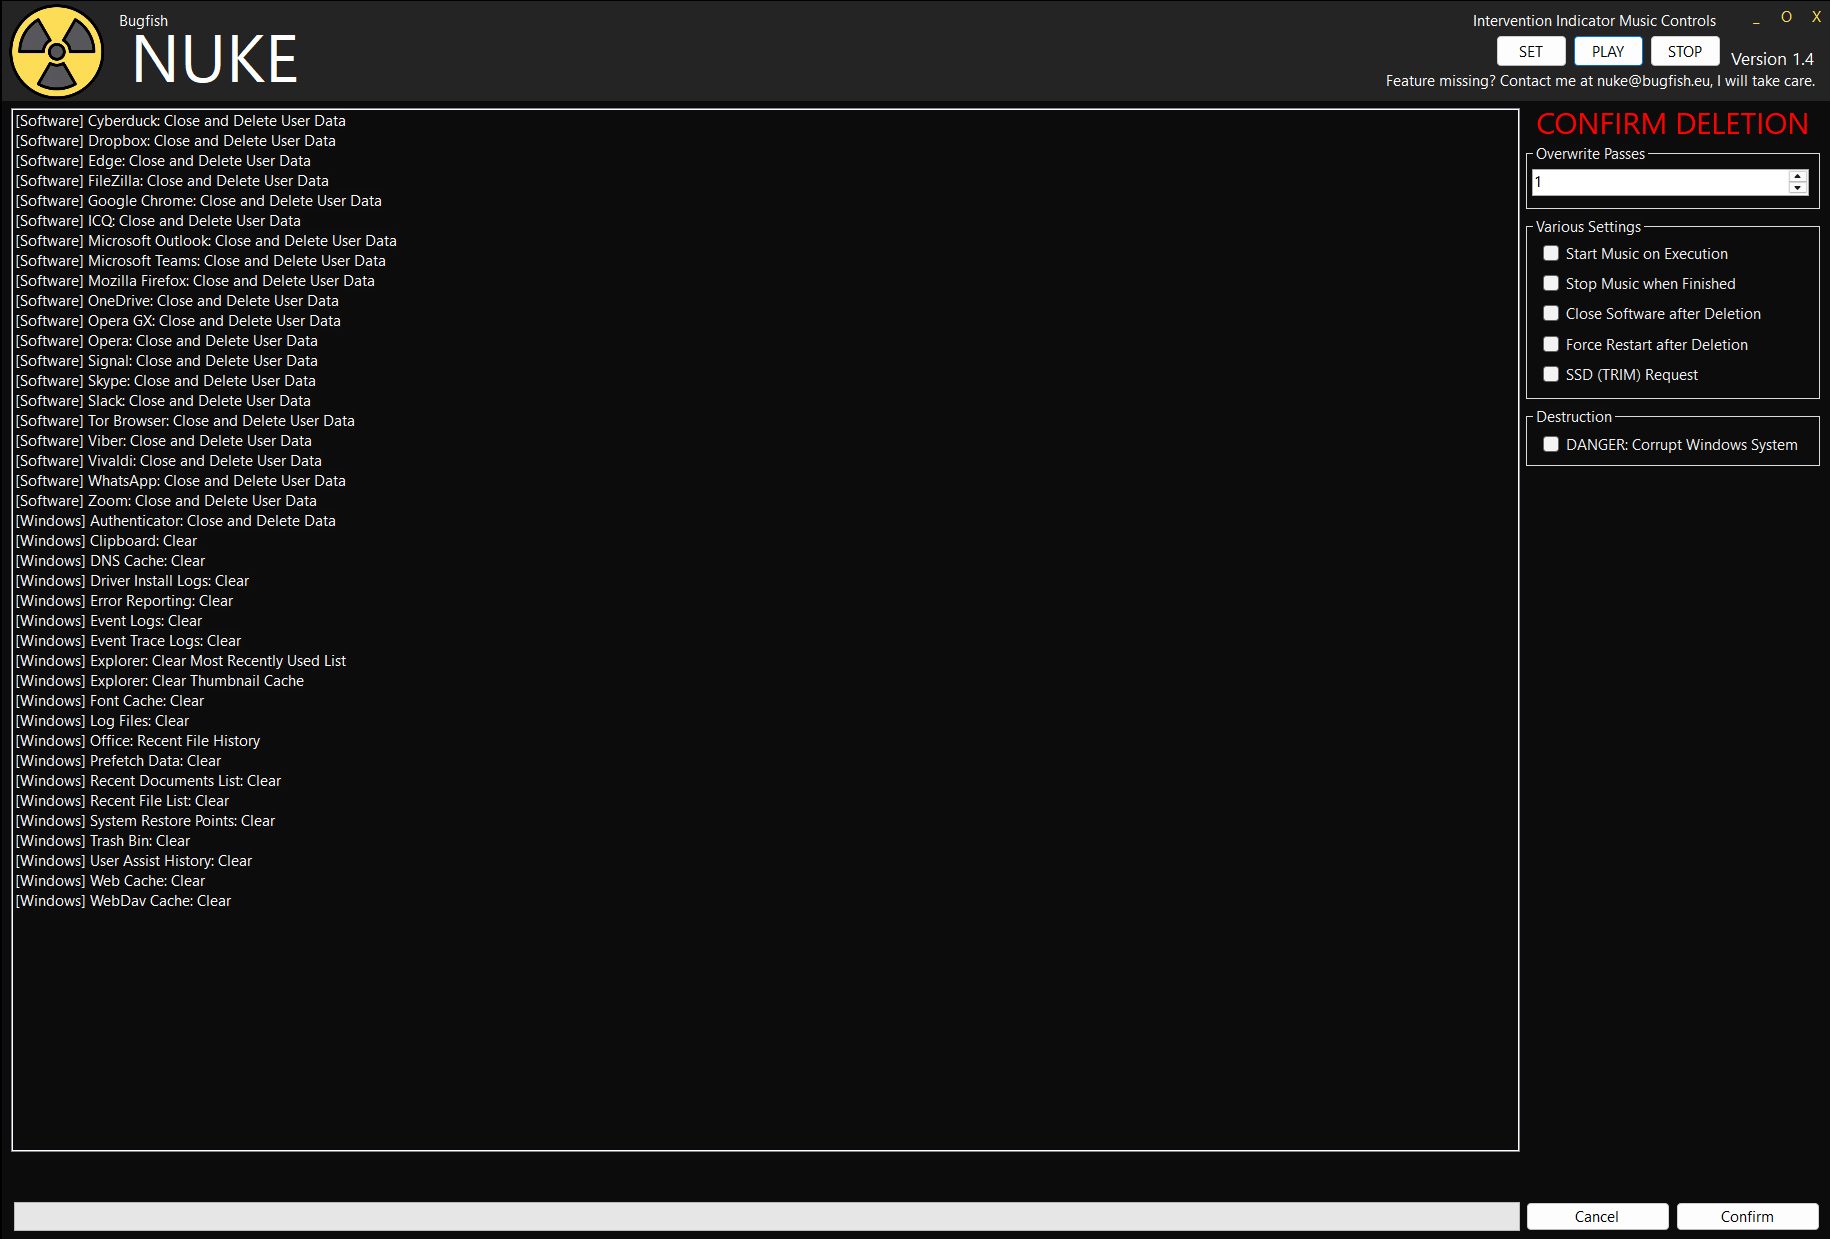 Bugfish
NUKE
Intervention Indicator Music Controls
_ O X
SET PLAY STOP
Version 1.4
Feature missing? Contact me at nuke@bugfish.eu, I will take care.
[Software] Cyberduck: Close and Delete User Data
[Software] Dropbox: Close and Delete User Data
[Software] Edge: Close and Delete User Data
[Software] FileZilla: Close and Delete User Data
[Software] Google Chrome: Close and Delete User Data
[Software] ICQ: Close and Delete User Data
[Software] Microsoft Outlook: Close and Delete User Data
[Software] Microsoft Teams: Close and Delete User Data
[Software] Mozilla Firefox: Close and Delete User Data
[Software] OneDrive: Close and Delete User Data
[Software] Opera GX: Close and Delete User Data
[Software] Opera: Close and Delete User Data
[Software] Signal: Close and Delete User Data
[Software] Skype: Close and Delete User Data
[Software] Slack: Close and Delete User Data
[Software] Tor Browser: Close and Delete User Data
[Software] Viber: Close and Delete User Data
[Software] Vivaldi: Close and Delete User Data
[Software] WhatsApp: Close and Delete User Data
[Software] Zoom: Close and Delete User Data
[Windows] Authenticator: Close and Delete Data
[Windows] Clipboard: Clear
[Windows] DNS Cache: Clear
[Windows] Driver Install Logs: Clear
[Windows] Error Reporting: Clear
[Windows] Event Logs: Clear
[Windows] Event Trace Logs: Clear
[Windows] Explorer: Clear Most Recently Used List
[Windows] Explorer: Clear Thumbnail Cache
[Windows] Font Cache: Clear
[Windows] Log Files: Clear
[Windows] Office: Recent File History
[Windows] Prefetch Data: Clear
[Windows] Recent Documents List: Clear
[Windows] Recent File List: Clear
[Windows] System Restore Points: Clear
[Windows] Trash Bin: Clear
[Windows] User Assist History: Clear
[Windows] Web Cache: Clear
[Windows] WebDav Cache: Clear
CONFIRM DELETION
Overwrite Passes
1
Various Settings
Start Music on Execution
Stop Music when Finished
Close Software after Deletion
Force Restart after Deletion
SSD (TRIM) Request
Destruction
DANGER: Corrupt Windows System
Cancel Confirm